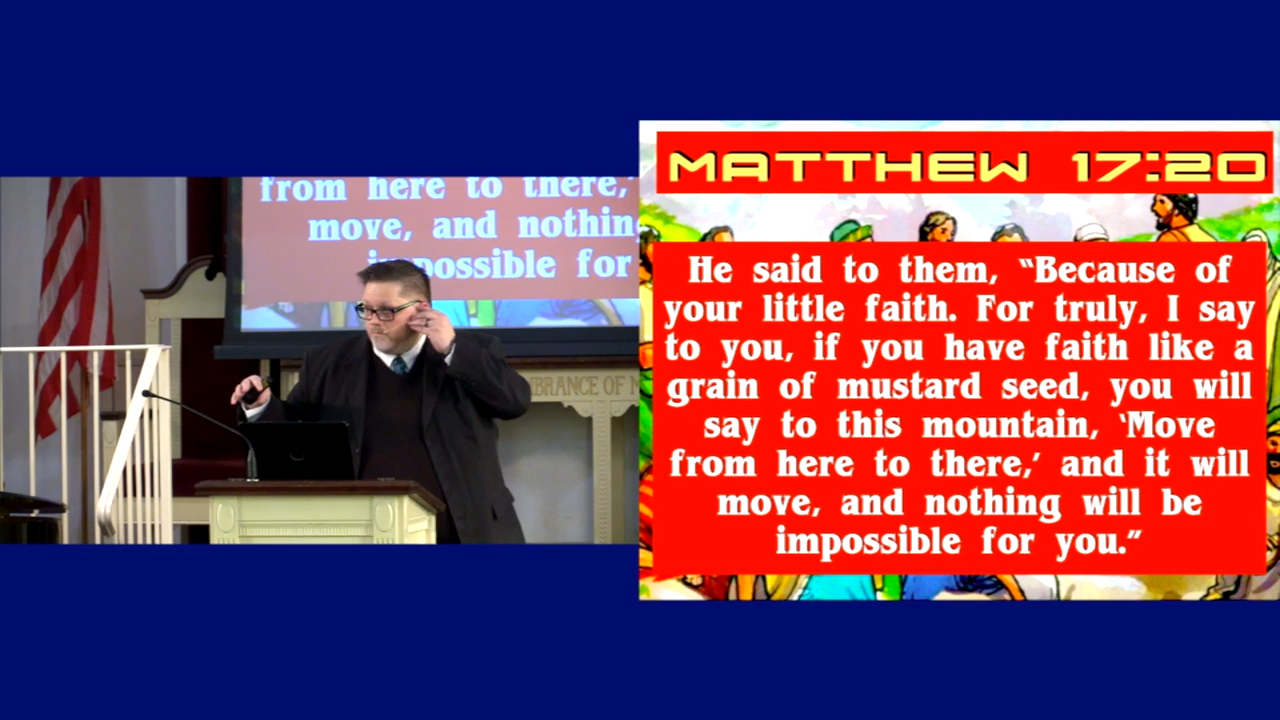 from here to there,'
move, and nothin
impossible for
BRANCE OF
MATTHEW 17:20
He said to them, “Because of
your little faith. For truly, I say
to you, if you have faith like a
grain of mustard seed, you will
say to this mountain, ‘Move
from here to there,’ and it will
move, and nothing will be
impossible for you.”